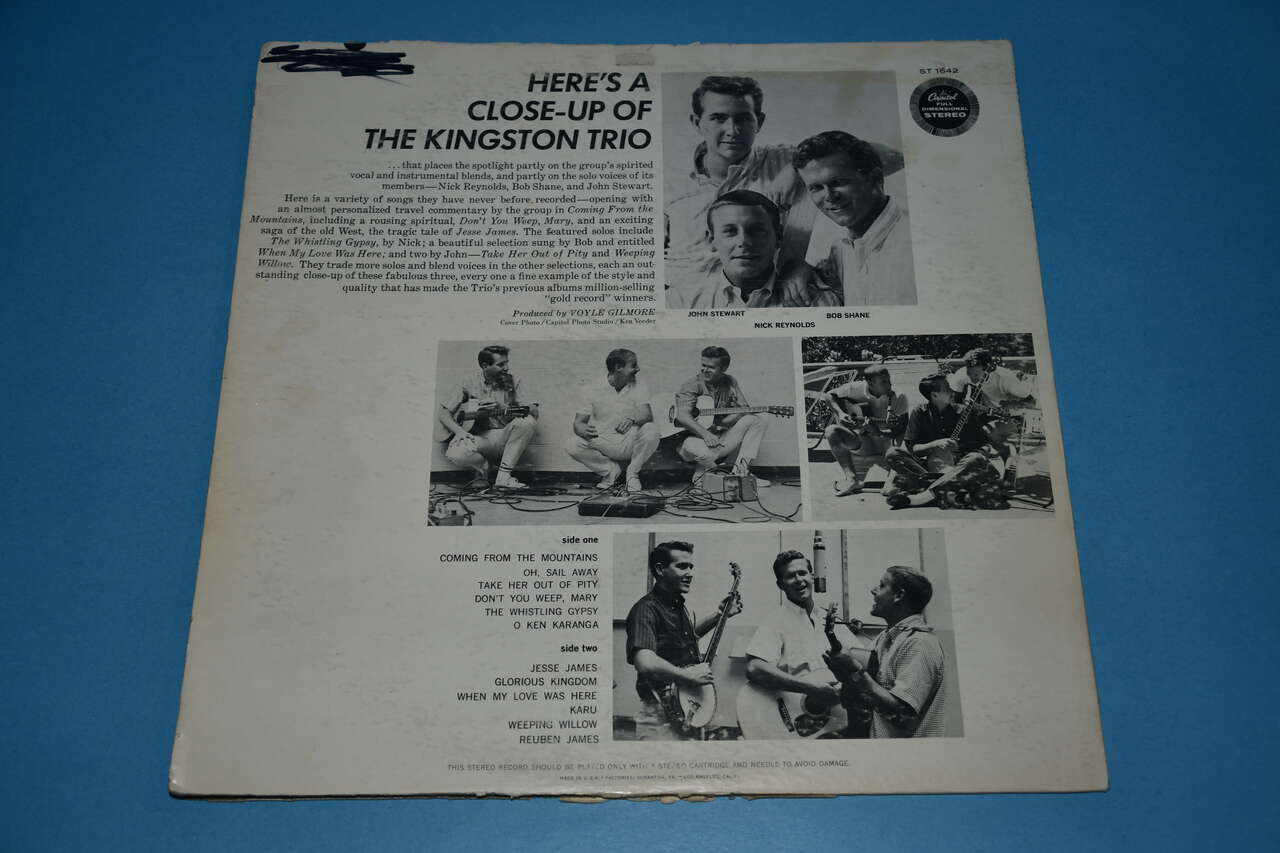 HERE'S A
CLOSE-UP OF
THE KINGSTON TRIO
...that places the spotlight partly on the group's spirited
vocal and instrumental blends, and partly on the solo voices of its
members—Nick Reynolds, Bob Shane, and John Stewart.
Here is a variety of songs they have never before recorded—opening with
an almost personalized travel commentary by the group in Coming From the
Mountains, including a rousing spiritual, Don't You Weep, Mary, and an exciting
saga of the old West, the tragic tale of Jesse James. The featured solos include
The Whistling Gypsy, by Nick; a beautiful selection sung by Bob and entitled
When My Love Was Here; and two by John—Take Her Out of Pity and Weeping
Willow. They trade more solos and blend voices in the other selections, each an out-
standing close-up of these fabulous three, every one a fine example of the style and
quality that has made the Trio's previous albums million-selling
"gold record" winners.
Produced by VOYLE GILMORE
Cover Photo/Capitol Photo Studio/Ken Veeder
ST 1642
Capitol
FULL
DIMENSIONAL
STEREO
JOHN STEWART
NICK REYNOLDS
BOB SHANE
side one
COMING FROM THE MOUNTAINS
OH, SAIL AWAY
TAKE HER OUT OF PITY
DON'T YOU WEEP, MARY
THE WHISTLING GYPSY
O KEN KARANGA
side two
JESSE JAMES
GLORIOUS KINGDOM
WHEN MY LOVE WAS HERE
KARU
WEEPING WILLOW
REUBEN JAMES
THIS STEREO RECORD SHOULD BE PLAYED ONLY WITH A STEREO CARTRIDGE AND NEEDLE TO AVOID DAMAGE.
MADE IN U.S.A. FACTORIES: SCRANTON, PA.—LOS ANGELES, CALIF.